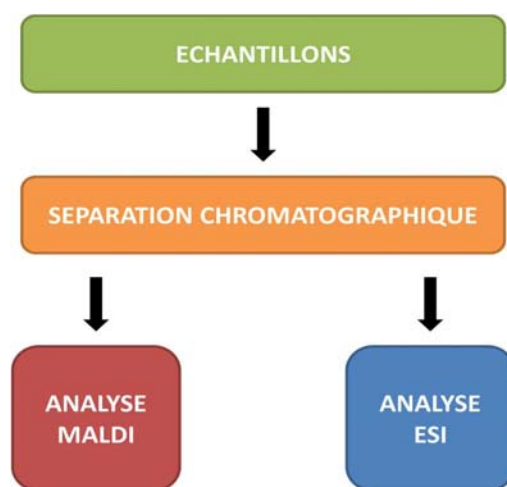 ECHANTILLONS
SEPARATION CHROMATOGRAPHIQUE
ANALYSE
MALDI
ANALYSE
ESI